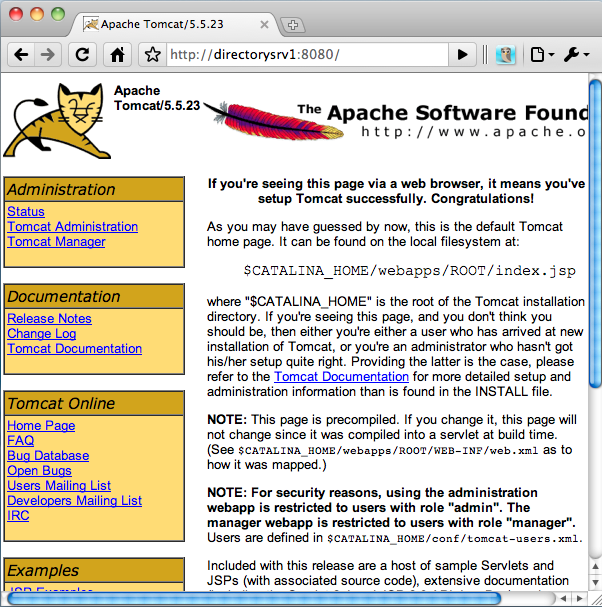 Apache Tomcat/5.5.23
http://directorysrv1:8080/
Apache
Tomcat/5.5.23
The Apache Software Found
http://www.apache.o
Administration
Status
Tomcat Administration
Tomcat Manager
Documentation
Release Notes
Change Log
Tomcat Documentation
Tomcat Online
Home Page
FAQ
Bug Database
Open Bugs
Users Mailing List
Developers Mailing List
IRC
Examples
JSP Examples
If you're seeing this page via a web browser, it means you've
setup Tomcat successfully. Congratulations!
As you may have guessed by now, this is the default Tomcat
home page. It can be found on the local filesystem at:
$CATALINA_HOME/webapps/ROOT/index.jsp
where "$CATALINA_HOME" is the root of the Tomcat installation
directory. If you're seeing this page, and you don't think you
should be, then either you're either a user who has arrived at new
installation of Tomcat, or you're an administrator who hasn't got
his/her setup quite right. Providing the latter is the case, please
refer to the Tomcat Documentation for more detailed setup and
administration information than is found in the INSTALL file.
NOTE: This page is precompiled. If you change it, this page will
not change since it was compiled into a servlet at build time.
(See $CATALINA_HOME/webapps/ROOT/WEB-INF/web.xml as to
how it was mapped.)
NOTE: For security reasons, using the administration
webapp is restricted to users with role "admin". The
manager webapp is restricted to users with role "manager".
Users are defined in $CATALINA_HOME/conf/tomcat-users.xml.
Included with this release are a host of sample Servlets and
JSPs (with associated source code), extensive documentation